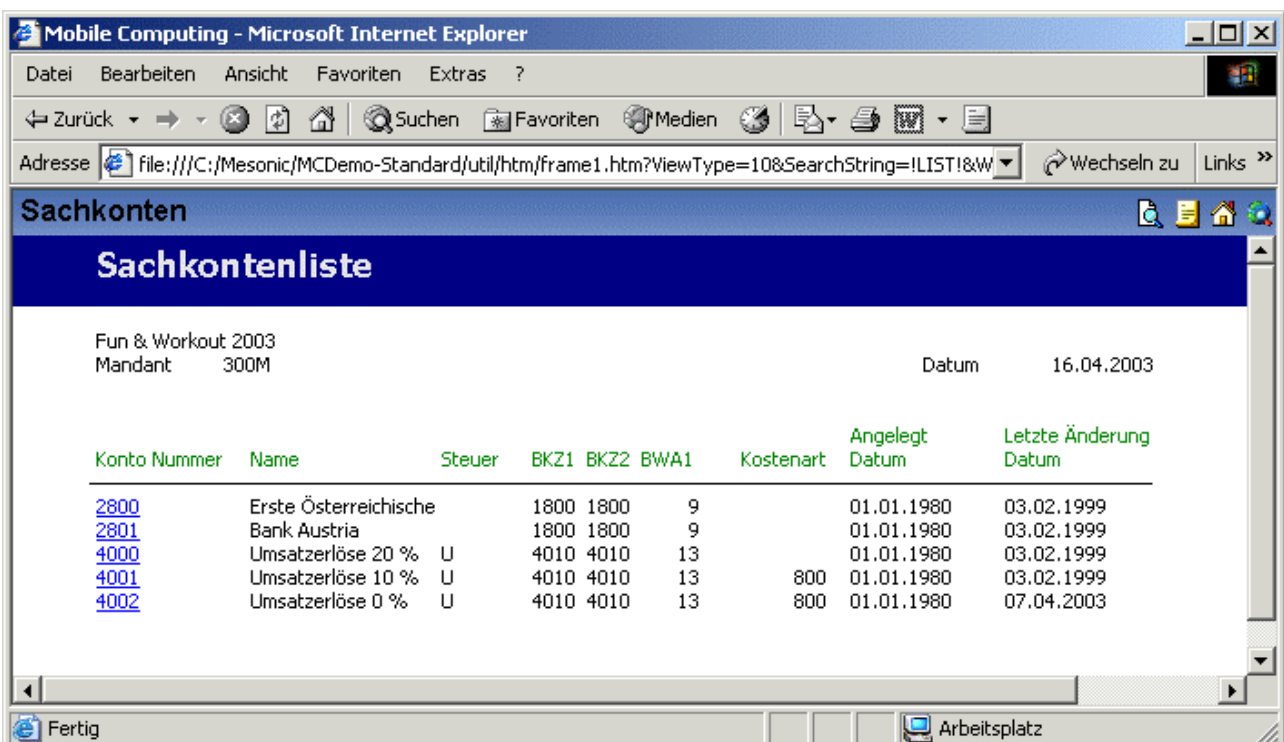 Mobile Computing - Microsoft Internet Explorer
Datei Bearbeiten Ansicht Favoriten Extras ?
Zurück Suchen Favoriten Medien
Adresse file:///C:/Mesonic/MCDemo-Standard/util/htm/frame1.htm?ViewType=10&SearchString=!LIST!&W Wechseln zu Links »
Sachkonten
Sachkontenliste
Fun & Workout 2003
Mandant 300M Datum 16.04.2003
Angelegt Letzte Änderung
Konto Nummer Name Steuer BKZ1 BKZ2 BWA1 Kostenart Datum Datum
2800 Erste Österreichische 1800 1800 9 01.01.1980 03.02.1999
2801 Bank Austria 1800 1800 9 01.01.1980 03.02.1999
4000 Umsatzerlöse 20 % U 4010 4010 13 01.01.1980 03.02.1999
4001 Umsatzerlöse 10 % U 4010 4010 13 800 01.01.1980 03.02.1999
4002 Umsatzerlöse 0 % U 4010 4010 13 800 01.01.1980 07.04.2003
Fertig Arbeitsplatz